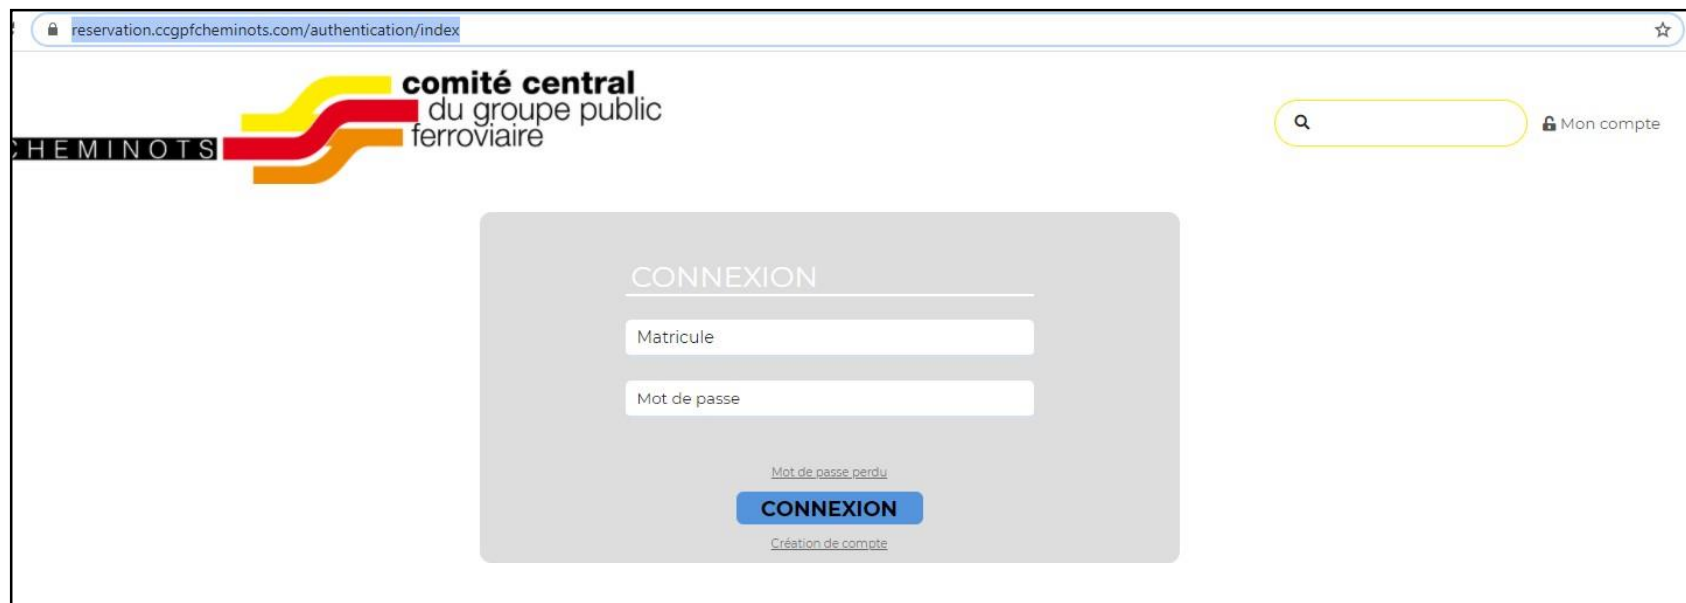 reservation.ccgpfcheminots.com/authentication/index
comité central
du groupe public
ferroviaire
CHEMINOTS
Mon compte
CONNEXION
Matricule
Mot de passe
Mot de passe perdu
CONNEXION
Création de compte